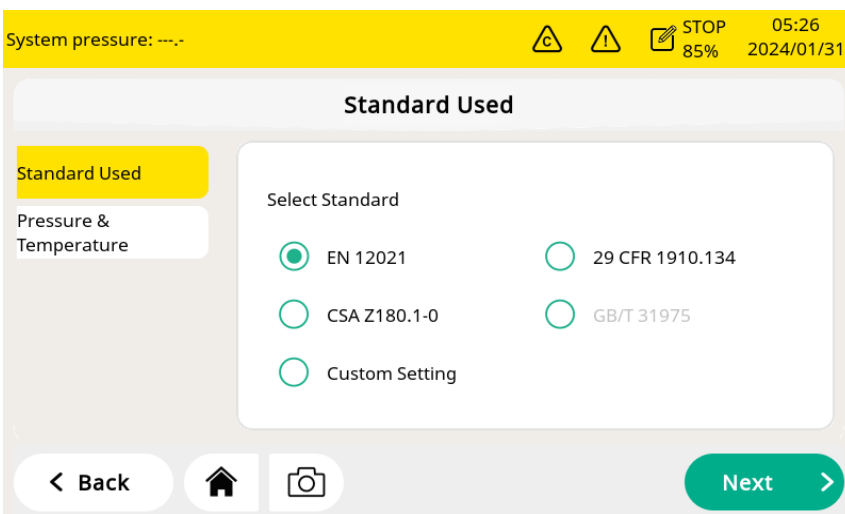 System pressure: ---.-
C
!
STOP
85%
05:26
2024/01/31
Standard Used
Standard Used
Pressure &
Temperature
Select Standard
EN 12021
29 CFR 1910.134
CSA Z180.1-0
GB/T 31975
Custom Setting
Back
Next